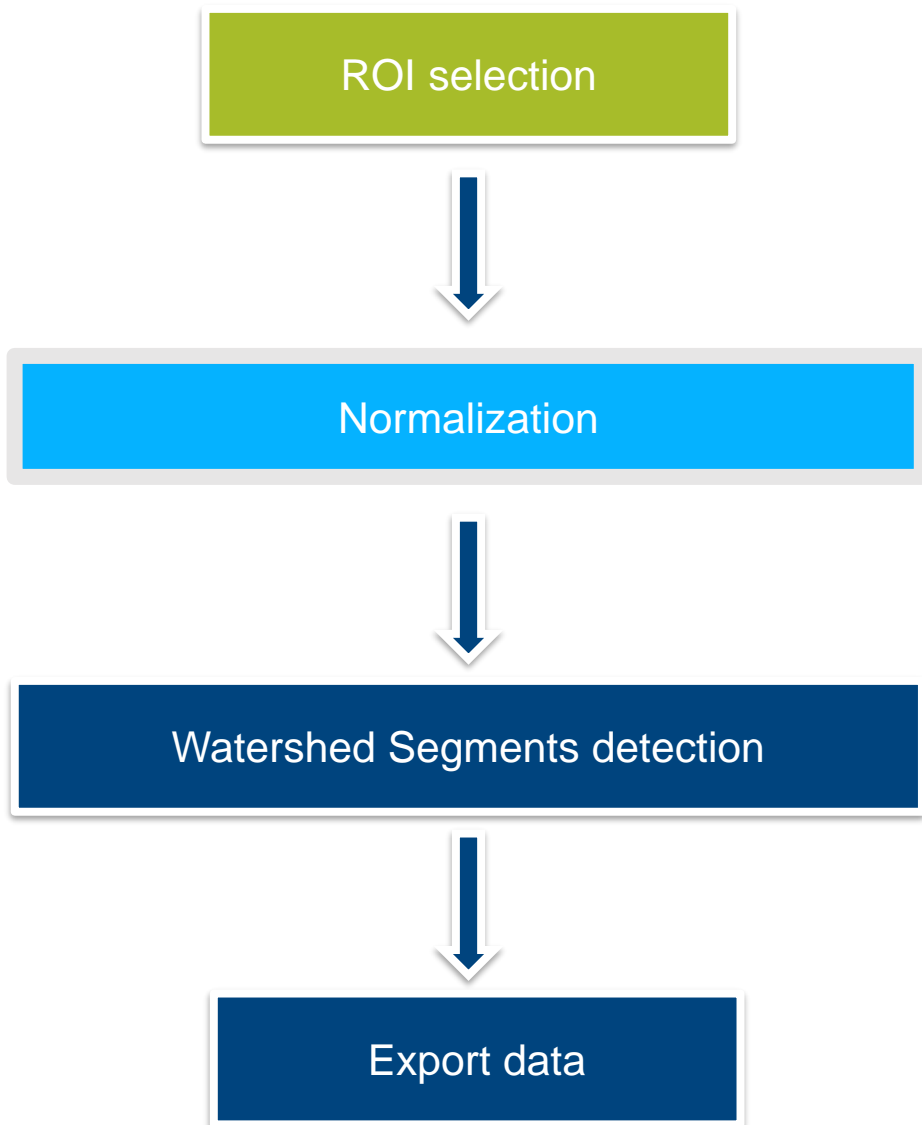 ROI selection
Normalization
Watershed Segments detection
Export data